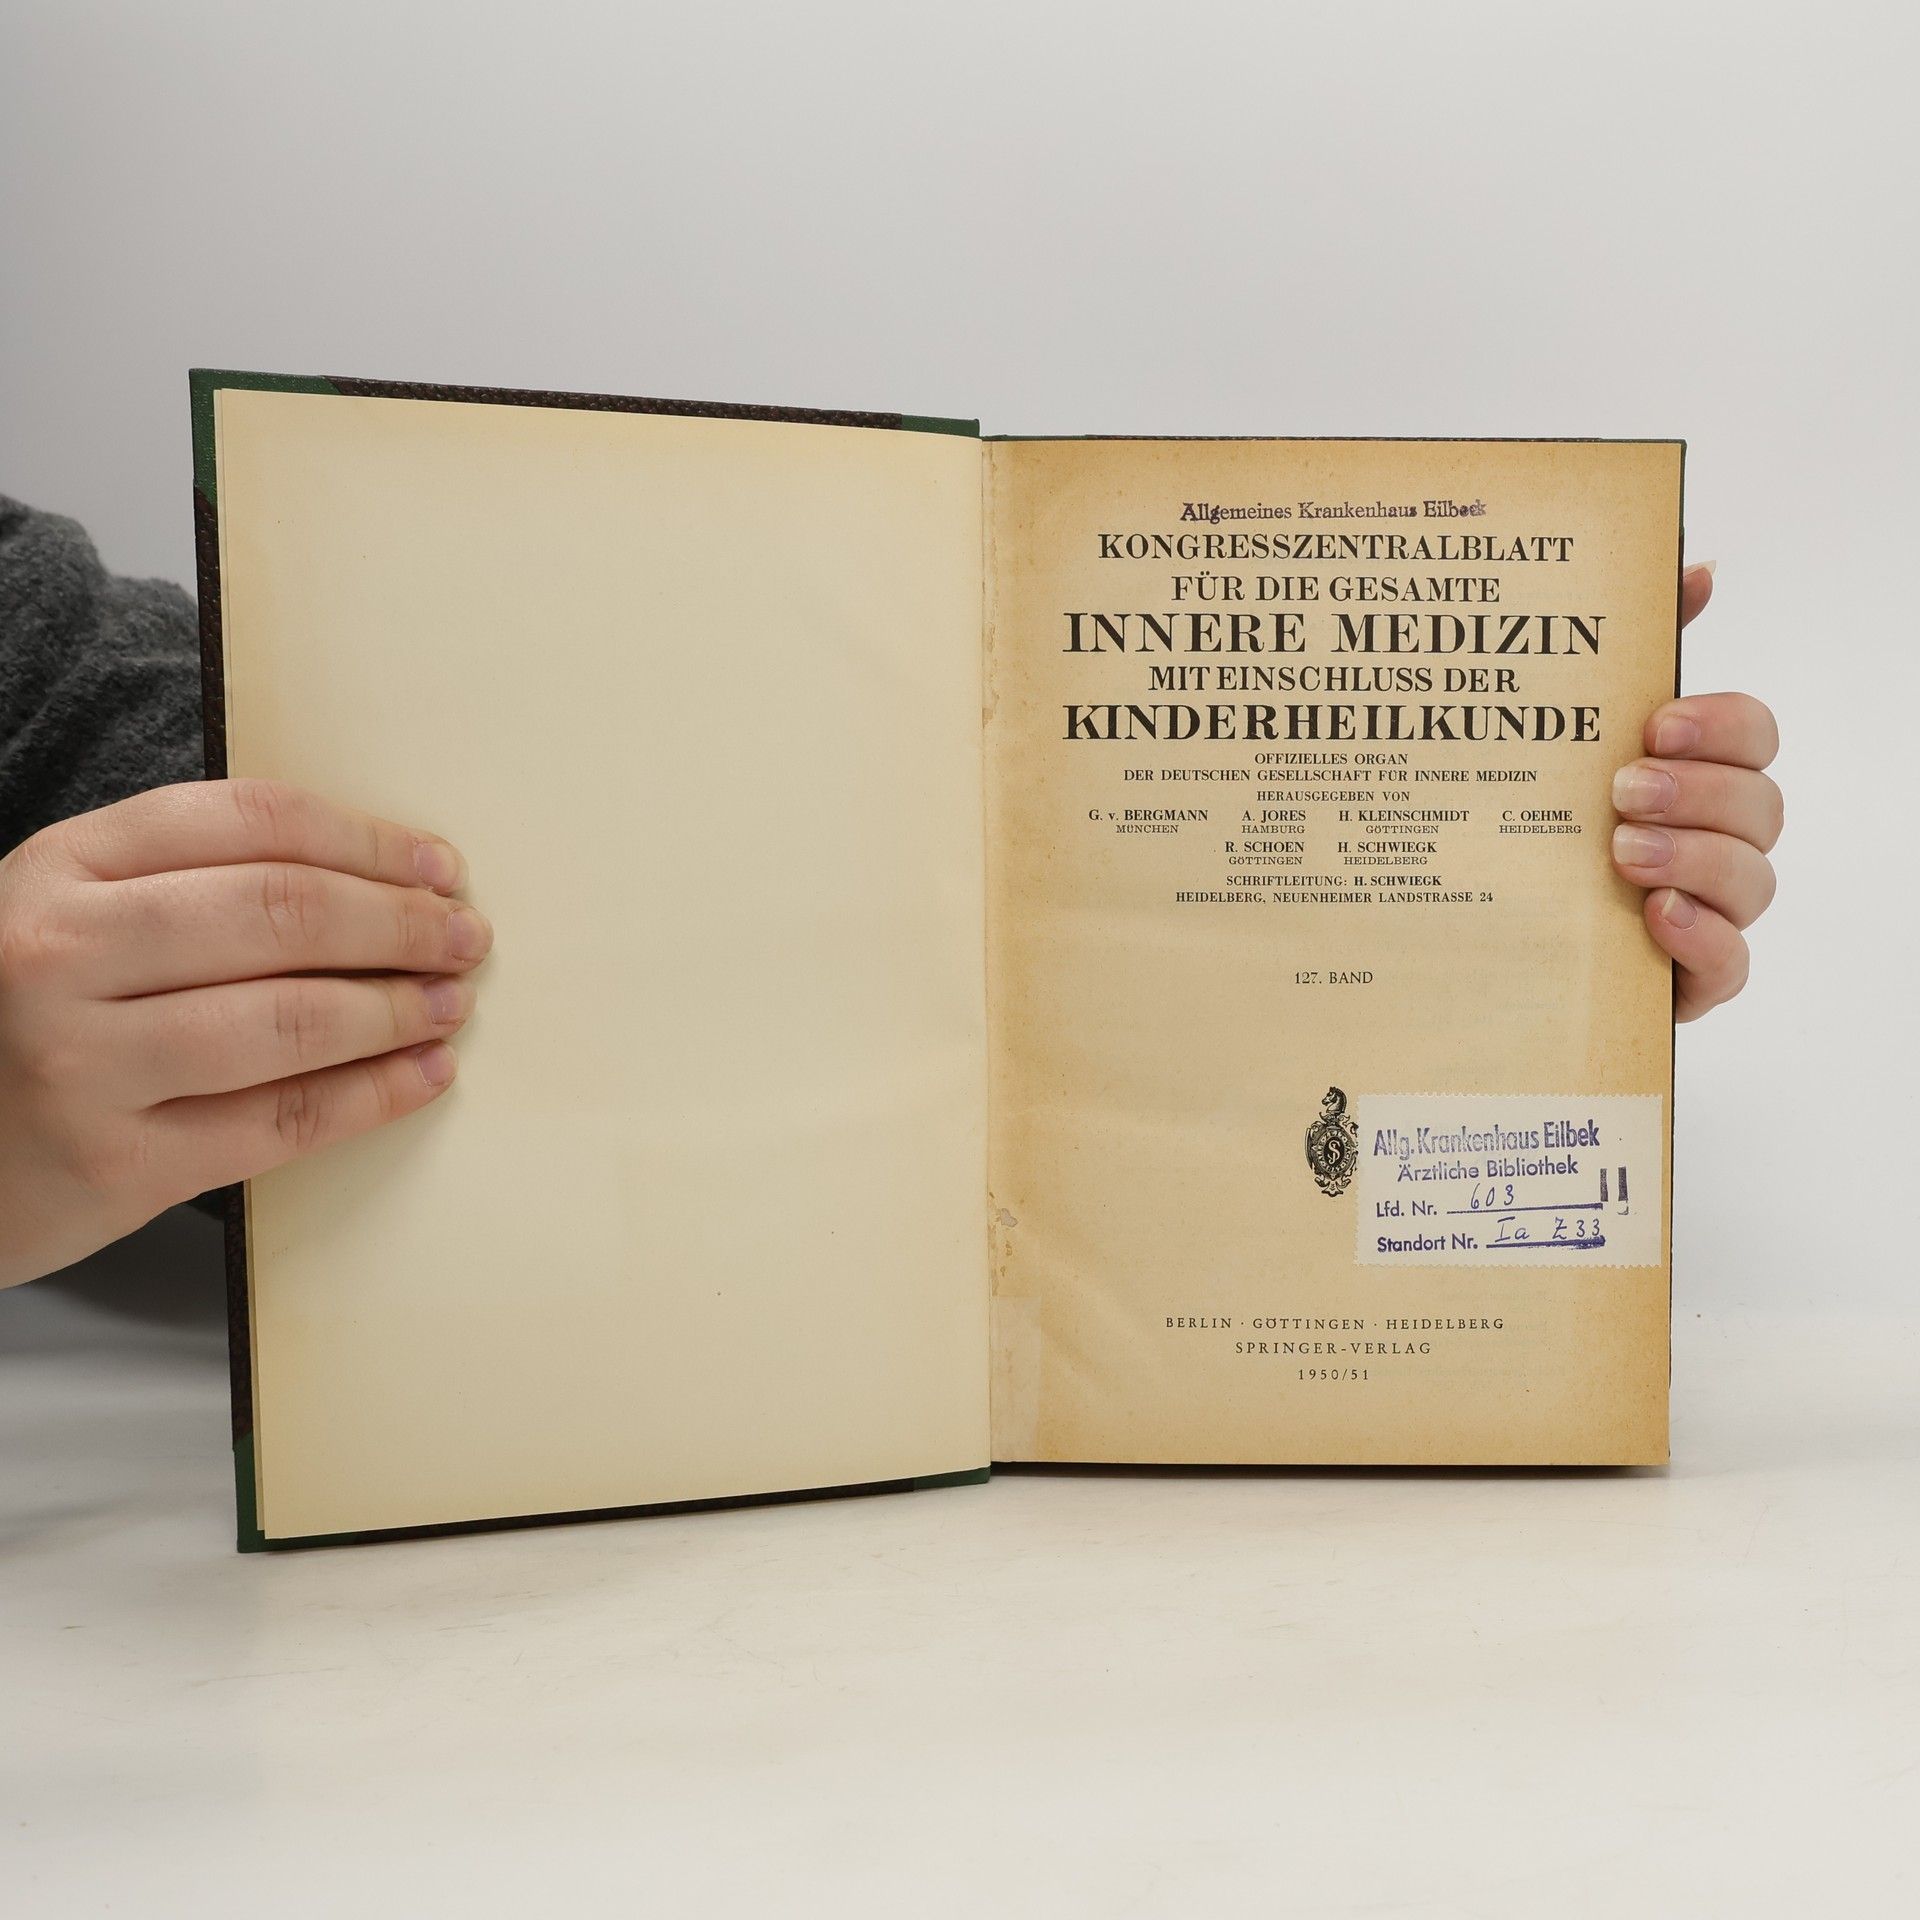 Allgemeines Krankenhaus Eilbeck
KONGRESSZENTRALBLATT
FÜR DIE GESAMTE
INNERE MEDIZIN
MIT EINSCHLUSS DER
KINDERHEILKUNDE
OFFIZIELLES ORGAN
DER DEUTSCHEN GESELLSCHAFT FÜR INNERE MEDIZIN
HERAUSGEGEBEN VON
G. v. BERGMANN A. JORES H. KLEINSCHMIDT C. OEHME
MÜNCHEN HAMBURG GÖTTINGEN HEIDELBERG
R. SCHOEN H. SCHWIEGK
GÖTTINGEN HEIDELBERG
SCHRIFTLEITUNG: H. SCHWIEGK
HEIDELBERG, NEUENHEIMER LANDSTRASSE 24
127. BAND
Allg. Krankenhaus Eilbek
Ärztliche Bibliothek
Lfd. Nr. 603
Standort Nr. Ia Z 33
BERLIN · GÖTTINGEN · HEIDELBERG
SPRINGER-VERLAG
1950/51